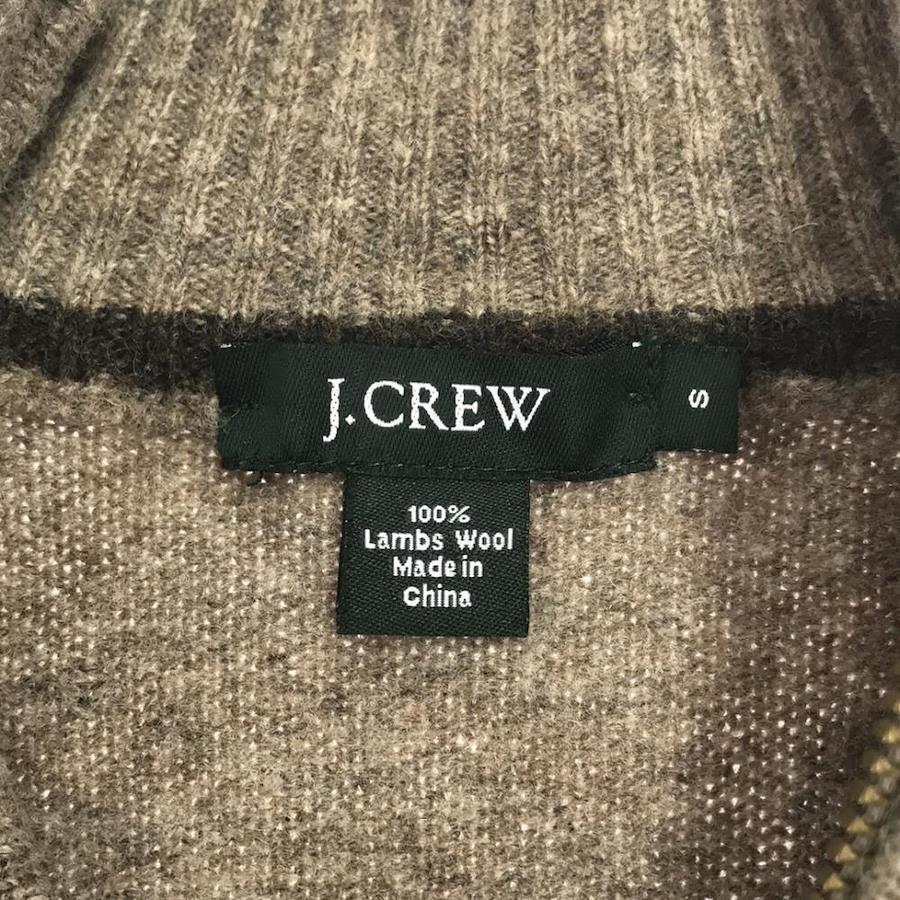 J.CREW
S
100%
Lambs Wool
Made in
China